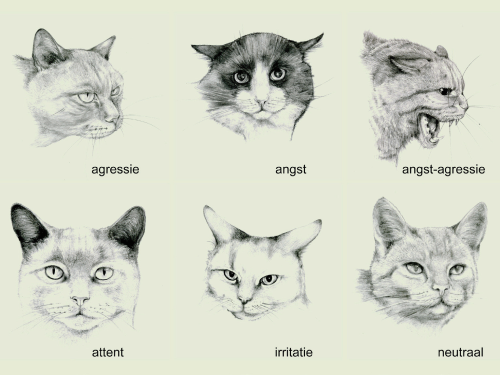 agressie
angst
angst-agressie
attent
irritatie
neutraal